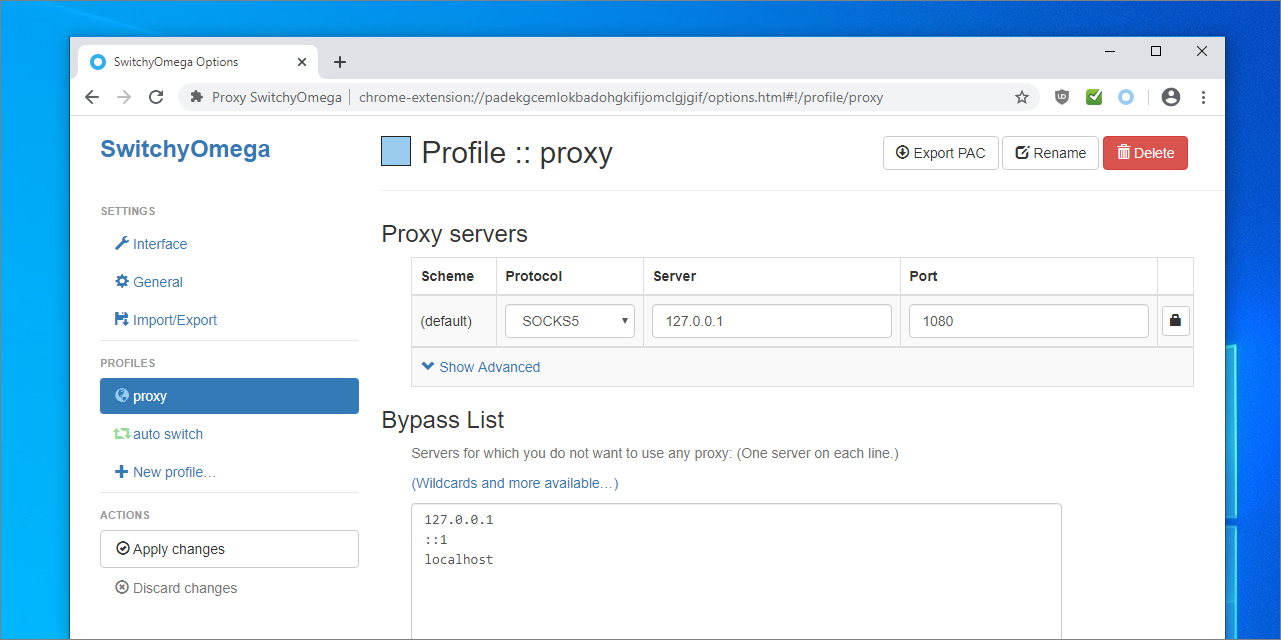 SwitchyOmega Options
Proxy SwitchyOmega | chrome-extension://padekgcemlokbadohgkifijomclgjgif/options.html#!/profile/proxy
SwitchyOmega
SETTINGS
Interface
General
Import/Export
PROFILES
proxy
auto switch
New profile…
ACTIONS
Apply changes
Discard changes
Profile :: proxy
Export PAC
Rename
Delete
Proxy servers
Scheme Protocol Server Port
(default) SOCKS5 127.0.0.1 1080
Show Advanced
Bypass List
Servers for which you do not want to use any proxy: (One server on each line.)
(Wildcards and more available…)
127.0.0.1
::1
localhost